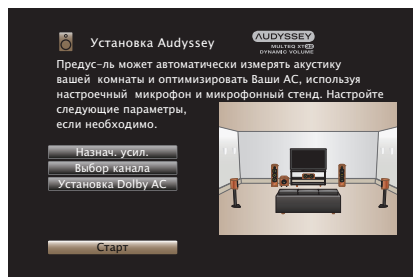 Установка Audyssey
AUDYSSEY
MULTEQ XT32
DYNAMIC VOLUME
Предус-ль может автоматически измерять акустику
вашей комнаты и оптимизировать Ваши АС, используя
настроечный микрофон и микрофонный стенд. Настройте
следующие параметры,
если необходимо.
Назнач. усил.
Выбор канала
Установка Dolby АС
Старт